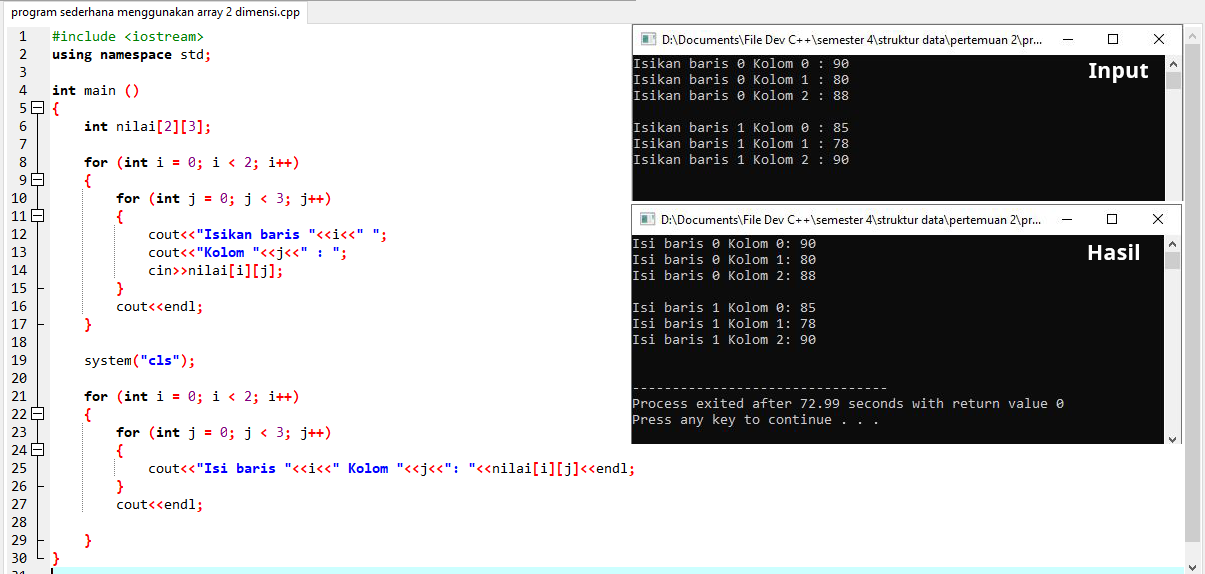 program sederhana menggunakan array 2 dimensi.cpp
1 #include <iostream>
2 using namespace std;
3
4 int main ()
5 {
6 int nilai[2][3];
7
8 for (int i = 0; i < 2; i++)
9 {
10 for (int j = 0; j < 3; j++)
11 {
12 cout<<"Isikan baris "<<i<<" ";
13 cout<<"Kolom "<<j<<" : ";
14 cin>>nilai[i][j];
15 }
16 cout<<endl;
17 }
18
19 system("cls");
20
21 for (int i = 0; i < 2; i++)
22 {
23 for (int j = 0; j < 3; j++)
24 {
25 cout<<"Isi baris "<<i<<" Kolom "<<j<<": "<<nilai[i][j]<<endl;
26 }
27 cout<<endl;
28
29 }
30 }
D:\Documents\File Dev C++\semester 4\struktur data\pertemuan 2\pr...
Input
Isikan baris 0 Kolom 0 : 90
Isikan baris 0 Kolom 1 : 80
Isikan baris 0 Kolom 2 : 88
Isikan baris 1 Kolom 0 : 85
Isikan baris 1 Kolom 1 : 78
Isikan baris 1 Kolom 2 : 90
D:\Documents\File Dev C++\semester 4\struktur data\pertemuan 2\pr...
Hasil
Isi baris 0 Kolom 0: 90
Isi baris 0 Kolom 1: 80
Isi baris 0 Kolom 2: 88
Isi baris 1 Kolom 0: 85
Isi baris 1 Kolom 1: 78
Isi baris 1 Kolom 2: 90
--------------------------------
Process exited after 72.99 seconds with return value 0
Press any key to continue . . .